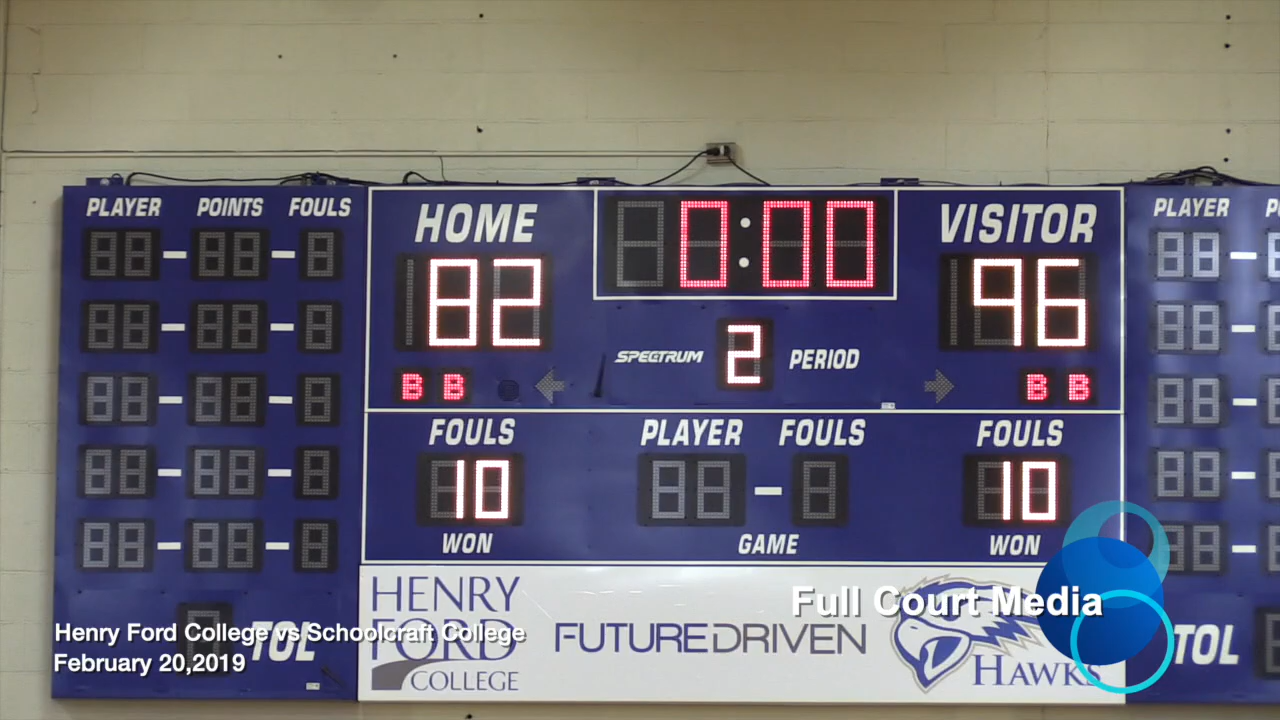 PLAYER POINTS FOULS
HOME
0:00
VISITOR
PLAYER
82
96
SPECTRUM 2 PERIOD
B B
B B
FOULS
PLAYER FOULS
FOULS
10
10
WON
GAME
WON
HENRY
FORD
COLLEGE
FUTUREDRIVEN
HAWKS
Full Court Media
TOL
TOL
Henry Ford College vs Schoolcraft College
February 20,2019